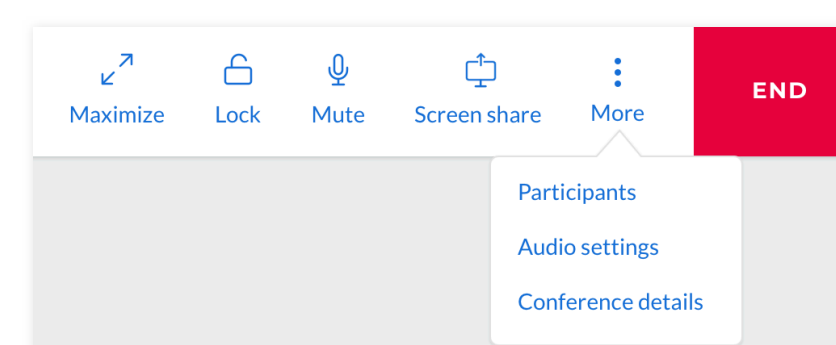 Maximize Lock Mute Screen share More END
Participants
Audio settings
Conference details